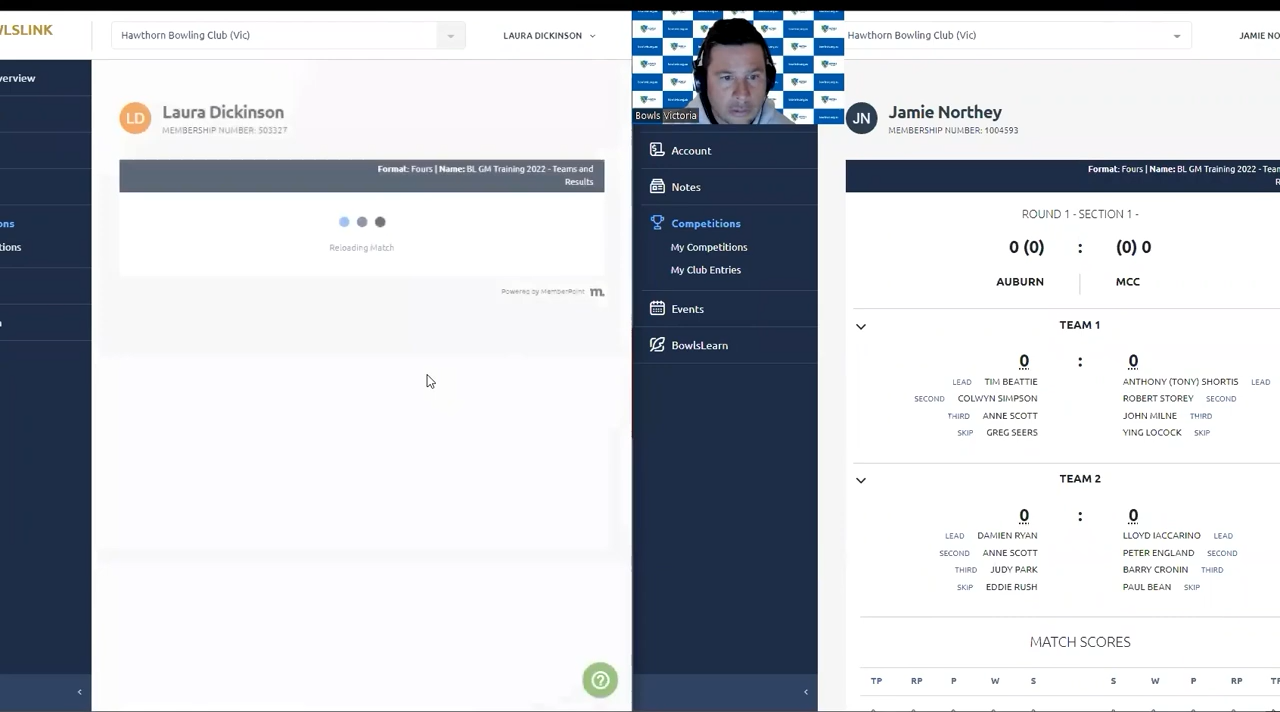 WLSLINK
Hawthorn Bowling Club (Vic)
LAURA DICKINSON
verview
ons
tions
LD
Laura Dickinson
MEMBERSHIP NUMBER: 503327
Format: Fours | Name: BL GM Training 2022 - Teams and
Results
Reloading Match
Powered by MemberPoint m.
Bowls Victoria
Account
Notes
Competitions
My Competitions
My Club Entries
Events
BowlsLearn
Hawthorn Bowling Club (Vic)
JAMIE NO
JN
Jamie Northey
MEMBERSHIP NUMBER: 1004593
Format: Fours | Name: BL GM Training 2022 - Team
R
ROUND 1 - SECTION 1 -
0 (0) : (0) 0
AUBURN MCC
TEAM 1
0 : 0
LEAD TIM BEATTIE ANTHONY (TONY) SHORTIS LEAD
SECOND COLWYN SIMPSON ROBERT STOREY SECOND
THIRD ANNE SCOTT JOHN MILNE THIRD
SKIP GREG SEERS YING LOCOCK SKIP
TEAM 2
0 : 0
LEAD DAMIEN RYAN LLOYD IACCARINO LEAD
SECOND ANNE SCOTT PETER ENGLAND SECOND
THIRD JUDY PARK BARRY CRONIN THIRD
SKIP EDDIE RUSH PAUL BEAN SKIP
MATCH SCORES
TP RP P W S S W P RP TP